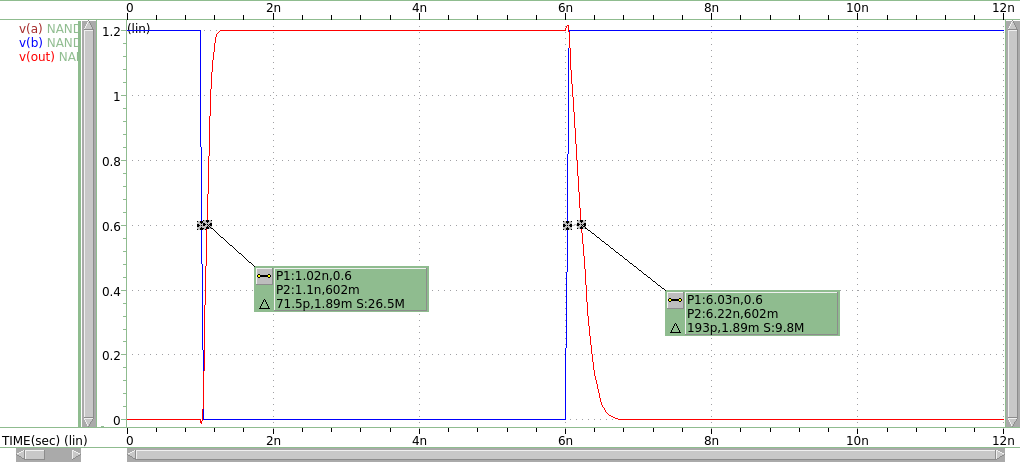 0 2n 4n 6n 8n 10n 12n
v(a) NAND
v(b) NAND
v(out) NA
(lin)
1.2
1
0.8
0.6
0.4
0.2
0
P1:1.02n,0.6
P2:1.1n,602m
△ 71.5p,1.89m S:26.5M
P1:6.03n,0.6
P2:6.22n,602m
△ 193p,1.89m S:9.8M
TIME(sec) (lin)
0 2n 4n 6n 8n 10n 12n